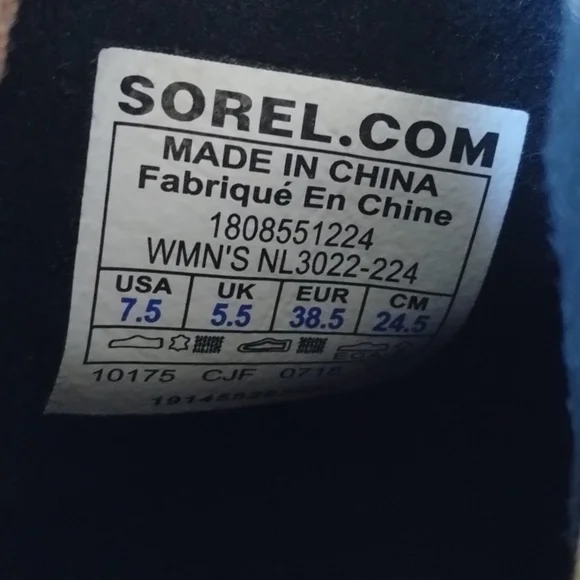 SOREL.COM
MADE IN CHINA
Fabriqué En Chine
1808551224
WMN'S NL3022-224
USA UK EUR CM
7.5 5.5 38.5 24.5
10175 CJF 0718